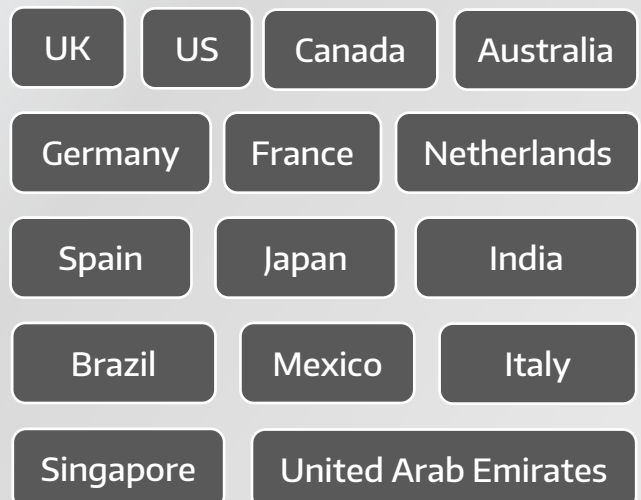 UK US Canada Australia
Germany France Netherlands
Spain Japan India
Brazil Mexico Italy
Singapore United Arab Emirates